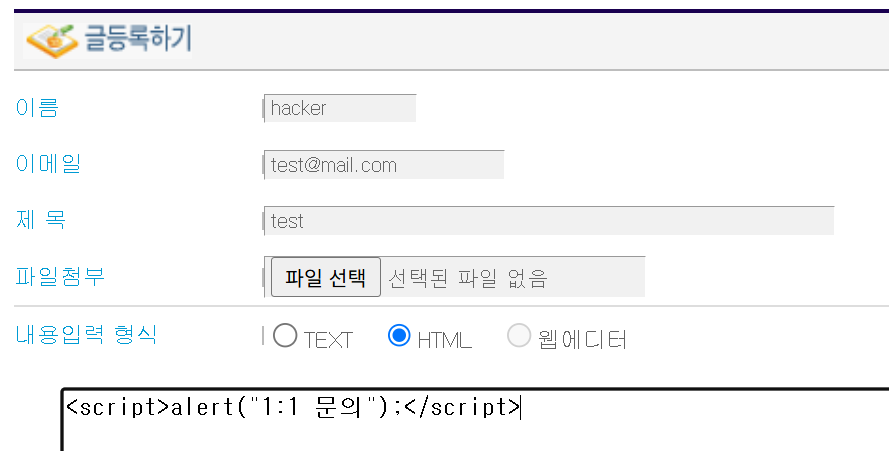 글등록하기
이름 hacker
이메일 test@mail.com
제 목 test
파일첨부 파일 선택 선택된 파일 없음
내용입력 형식 TEXT HTML 웹에디터
<script>alert("1:1 문의");</script>